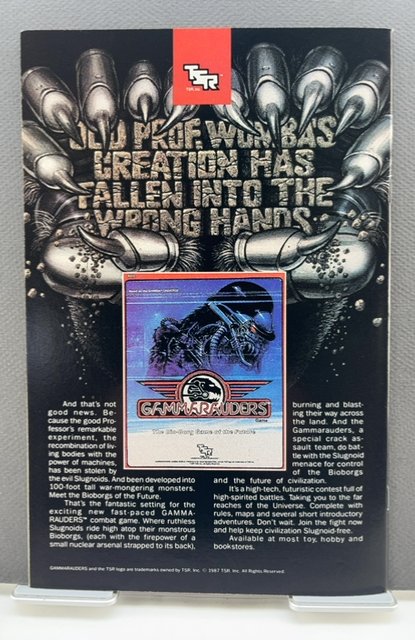 TSR
TSR, Inc.
OLD PROF. WOMBAS'
CREATION HAS
FALLEN INTO THE
WRONG HANDS
GAMMARAUDERS
Game
The Bio-Borg Game of the Future
TSR
And that's not
good news. Be-
cause the good Pro-
fessor's remarkable
experiment, the
recombination of liv-
ing bodies with the
power of machines,
has been stolen by
the evil Slugnoids. And been developed into
100-foot tall war-mongering monsters.
Meet the Bioborgs of the Future.
That's the fantastic setting for the
exciting new fast-paced GAMMA-
RAUDERS™ combat game. Where ruthless
Slugnoids ride high atop their monstrous
Bioborgs, (each with the firepower of a
small nuclear arsenal strapped to its back),
burning and blast-
ing their way across
the land. And the
Gammarauders, a
special crack as-
sault team, do bat-
tle with the Slugnoid
menace for control
of the Bioborgs
and the future of civilization.
It's a high-tech, futuristic contest full of
high-spirited battles. Taking you to the far
reaches of the Universe. Complete with
rules, maps and several short introductory
adventures. Don't wait. Join the fight now
and help keep civilization Slugnoid-free.
Available at most toy, hobby and
bookstores.
GAMMARAUDERS and the TSR logo are trademarks owned by TSR, Inc. © 1987 TSR, Inc. All Rights Reserved.